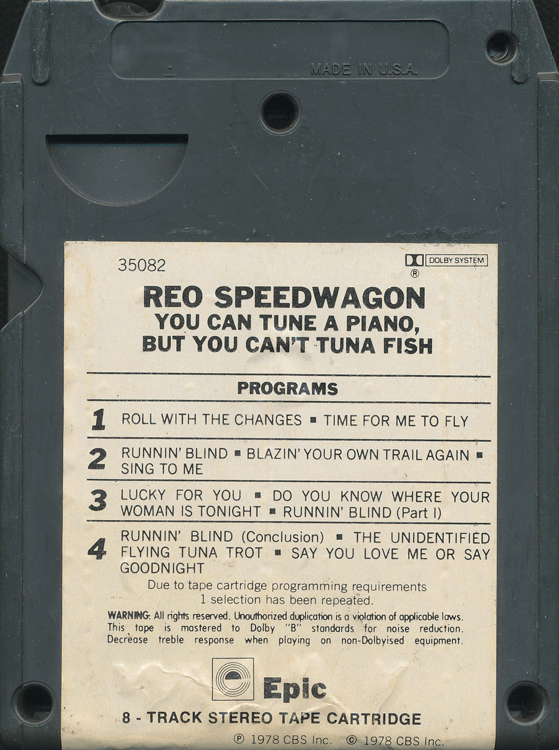 MADE IN U.S.A.
35082
DOLBY SYSTEM
®
REO SPEEDWAGON
YOU CAN TUNE A PIANO,
BUT YOU CAN'T TUNA FISH
PROGRAMS
1 ROLL WITH THE CHANGES ▪ TIME FOR ME TO FLY
2 RUNNIN' BLIND ▪ BLAZIN' YOUR OWN TRAIL AGAIN ▪
SING TO ME
3 LUCKY FOR YOU ▪ DO YOU KNOW WHERE YOUR
WOMAN IS TONIGHT ▪ RUNNIN' BLIND (Part I)
4 RUNNIN' BLIND (Conclusion) ▪ THE UNIDENTIFIED
FLYING TUNA TROT ▪ SAY YOU LOVE ME OR SAY
GOODNIGHT
Due to tape cartridge programming requirements
1 selection has been repeated.
WARNING: All rights reserved. Unauthorized duplication is a violation of applicable laws.
This tape is mastered to Dolby "B" standards for noise reduction.
Decrease treble response when playing on non-Dolbyised equipment.
Epic
8 - TRACK STEREO TAPE CARTRIDGE
℗ 1978 CBS Inc. © 1978 CBS Inc.